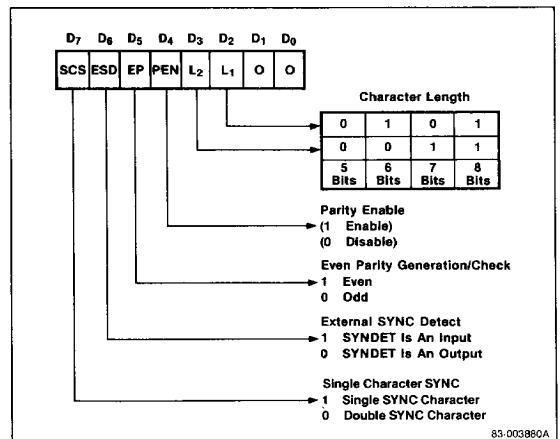 D7 D6 D5 D4 D3 D2 D1 D0
SCS ESD EP PEN L2 L1 O O
Character Length
0 1 0 1
0 0 1 1
5 Bits 6 Bits 7 Bits 8 Bits
Parity Enable
(1 Enable)
(0 Disable)
Even Parity Generation/Check
1 Even
0 Odd
External SYNC Detect
1 SYNDET Is An Input
0 SYNDET Is An Output
Single Character SYNC
1 Single SYNC Character
0 Double SYNC Character
83-003880A